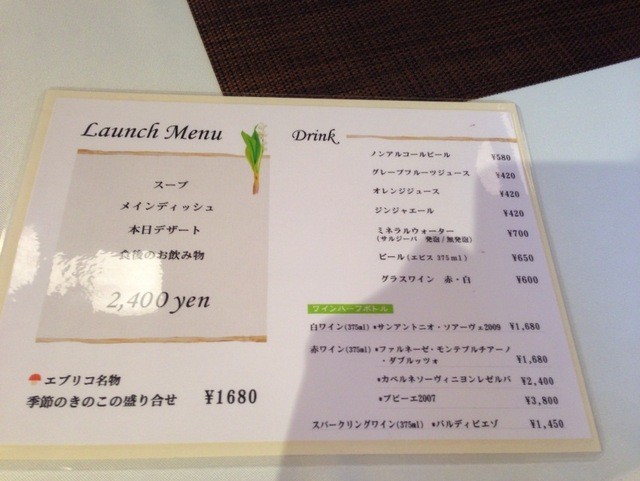 Launch Menu
スープ
メインディッシュ
本日デザート
食後のお飲み物
2,400yen
エブリコ名物
季節のきのこの盛り合せ ¥1680
Drink
ノンアルコールビール ¥580
グレープフルーツジュース ¥420
オレンジジュース ¥420
ジンジャエール ¥420
ミネラルウォーター ¥700
(サルジーバ 発泡/無発泡)
ビール(エビス 375ml) ¥650
グラスワイン 赤・白 ¥600
ワインハーフボトル
白ワイン(375ml) *サンアントニオ・ソアーヴェ2009 ¥1,680
赤ワイン(375ml) *ファルネーゼ・モンテプルチアーノ
・ダブルッツォ ¥1,680
*カベルネソーヴィニヨンレゼルバ ¥2,400
*ブピーエ2007 ¥3,800
スパークリングワイン(375ml) *バルディビエソ ¥1,450